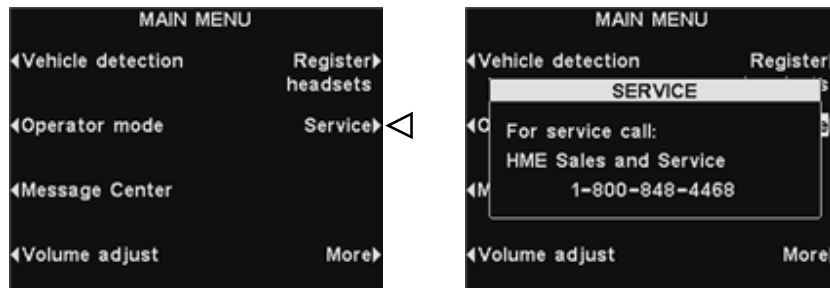 MAIN MENU
Vehicle detection
Register
headsets
Operator mode
Service
Message Center
Volume adjust
More
MAIN MENU
Vehicle detection
Register
SERVICE
For service call:
HME Sales and Service
1-800-848-4468
Volume adjust
More